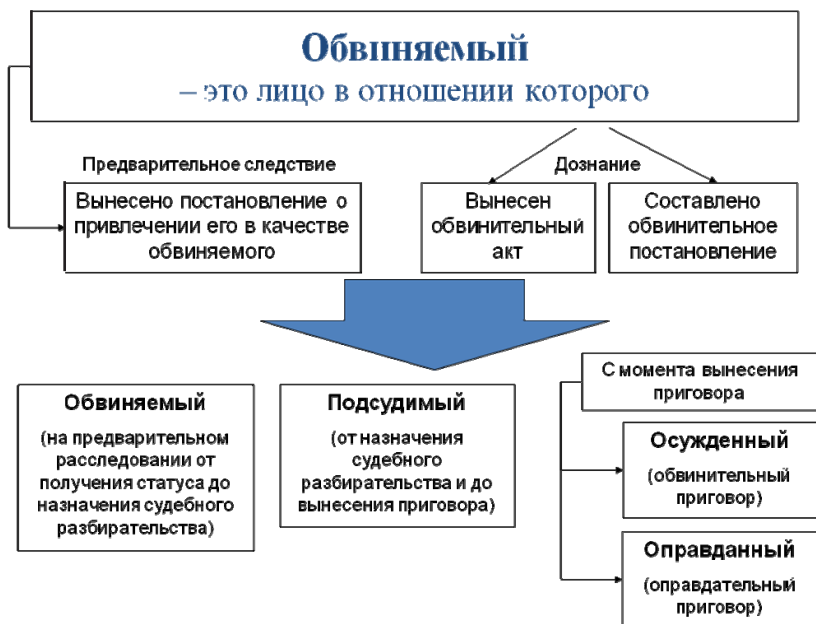 Обвиняемый
– это лицо в отношении которого
Предварительное следствие
Дознание
Вынесено постановление о
привлечении его в качестве
обвиняемого
Вынесен
обвинительный
акт
Составлено
обвинительное
постановление
Обвиняемый
(на предварительном
расследовании от
получения статуса до
назначения судебного
разбирательства)
Подсудимый
(от назначения
судебного
разбирательства и до
вынесения приговора)
С момента вынесения
приговора
Осужденный
(обвинительный
приговор)
Оправданный
(оправдательный
приговор)